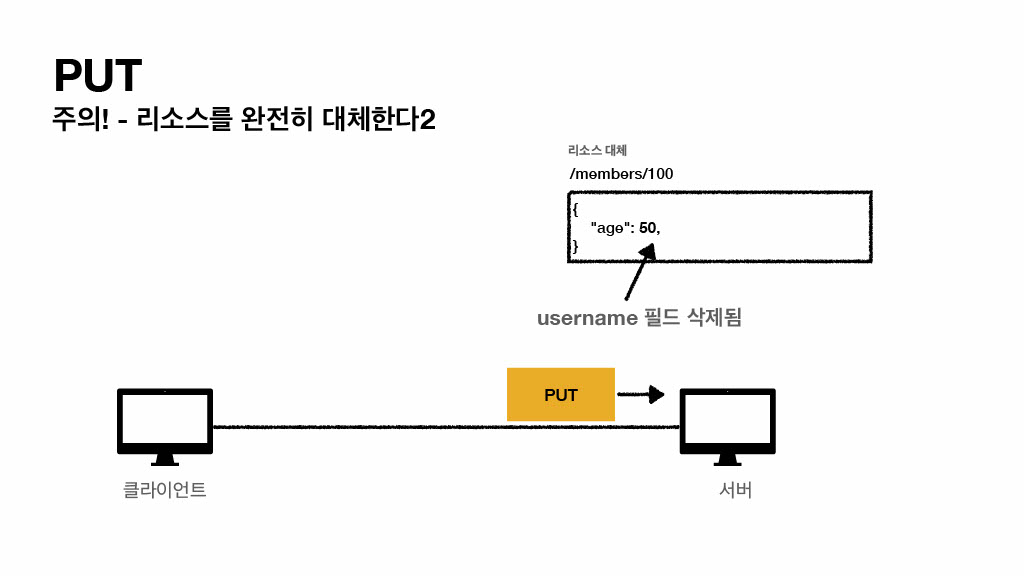 PUT
주의! - 리소스를 완전히 대체한다2
리소스 대체
/members/100
{
"age": 50,
}
username 필드 삭제됨
PUT
클라이언트
서버